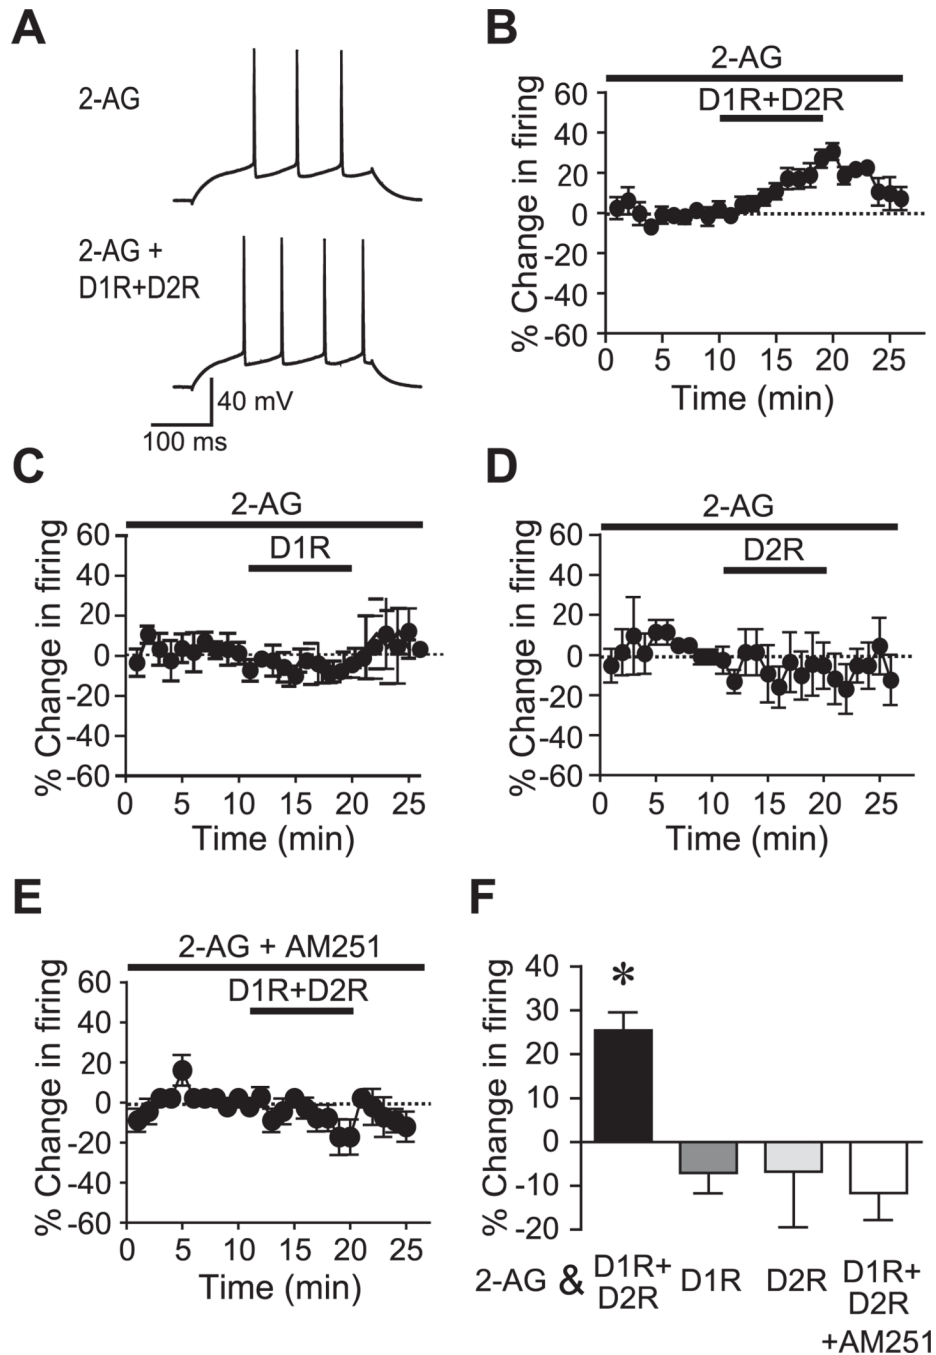 A
2-AG
2-AG +
D1R+D2R
40 mV
100 ms
B
2-AG
D1R+D2R
% Change in firing
60
40
20
0
-20
-40
-60
0 5 10 15 20 25
Time (min)
C
2-AG
D1R
% Change in firing
60
40
20
0
-20
-40
-60
0 5 10 15 20 25
Time (min)
D
2-AG
D2R
% Change in firing
60
40
20
0
-20
-40
-60
0 5 10 15 20 25
Time (min)
E
2-AG + AM251
D1R+D2R
% Change in firing
60
40
20
0
-20
-40
-60
0 5 10 15 20 25
Time (min)
F
% Change in firing
40
30
20
10
0
-10
-20
*
2-AG &
D1R+
D2R
D1R
D2R
D1R+
D2R
+AM251